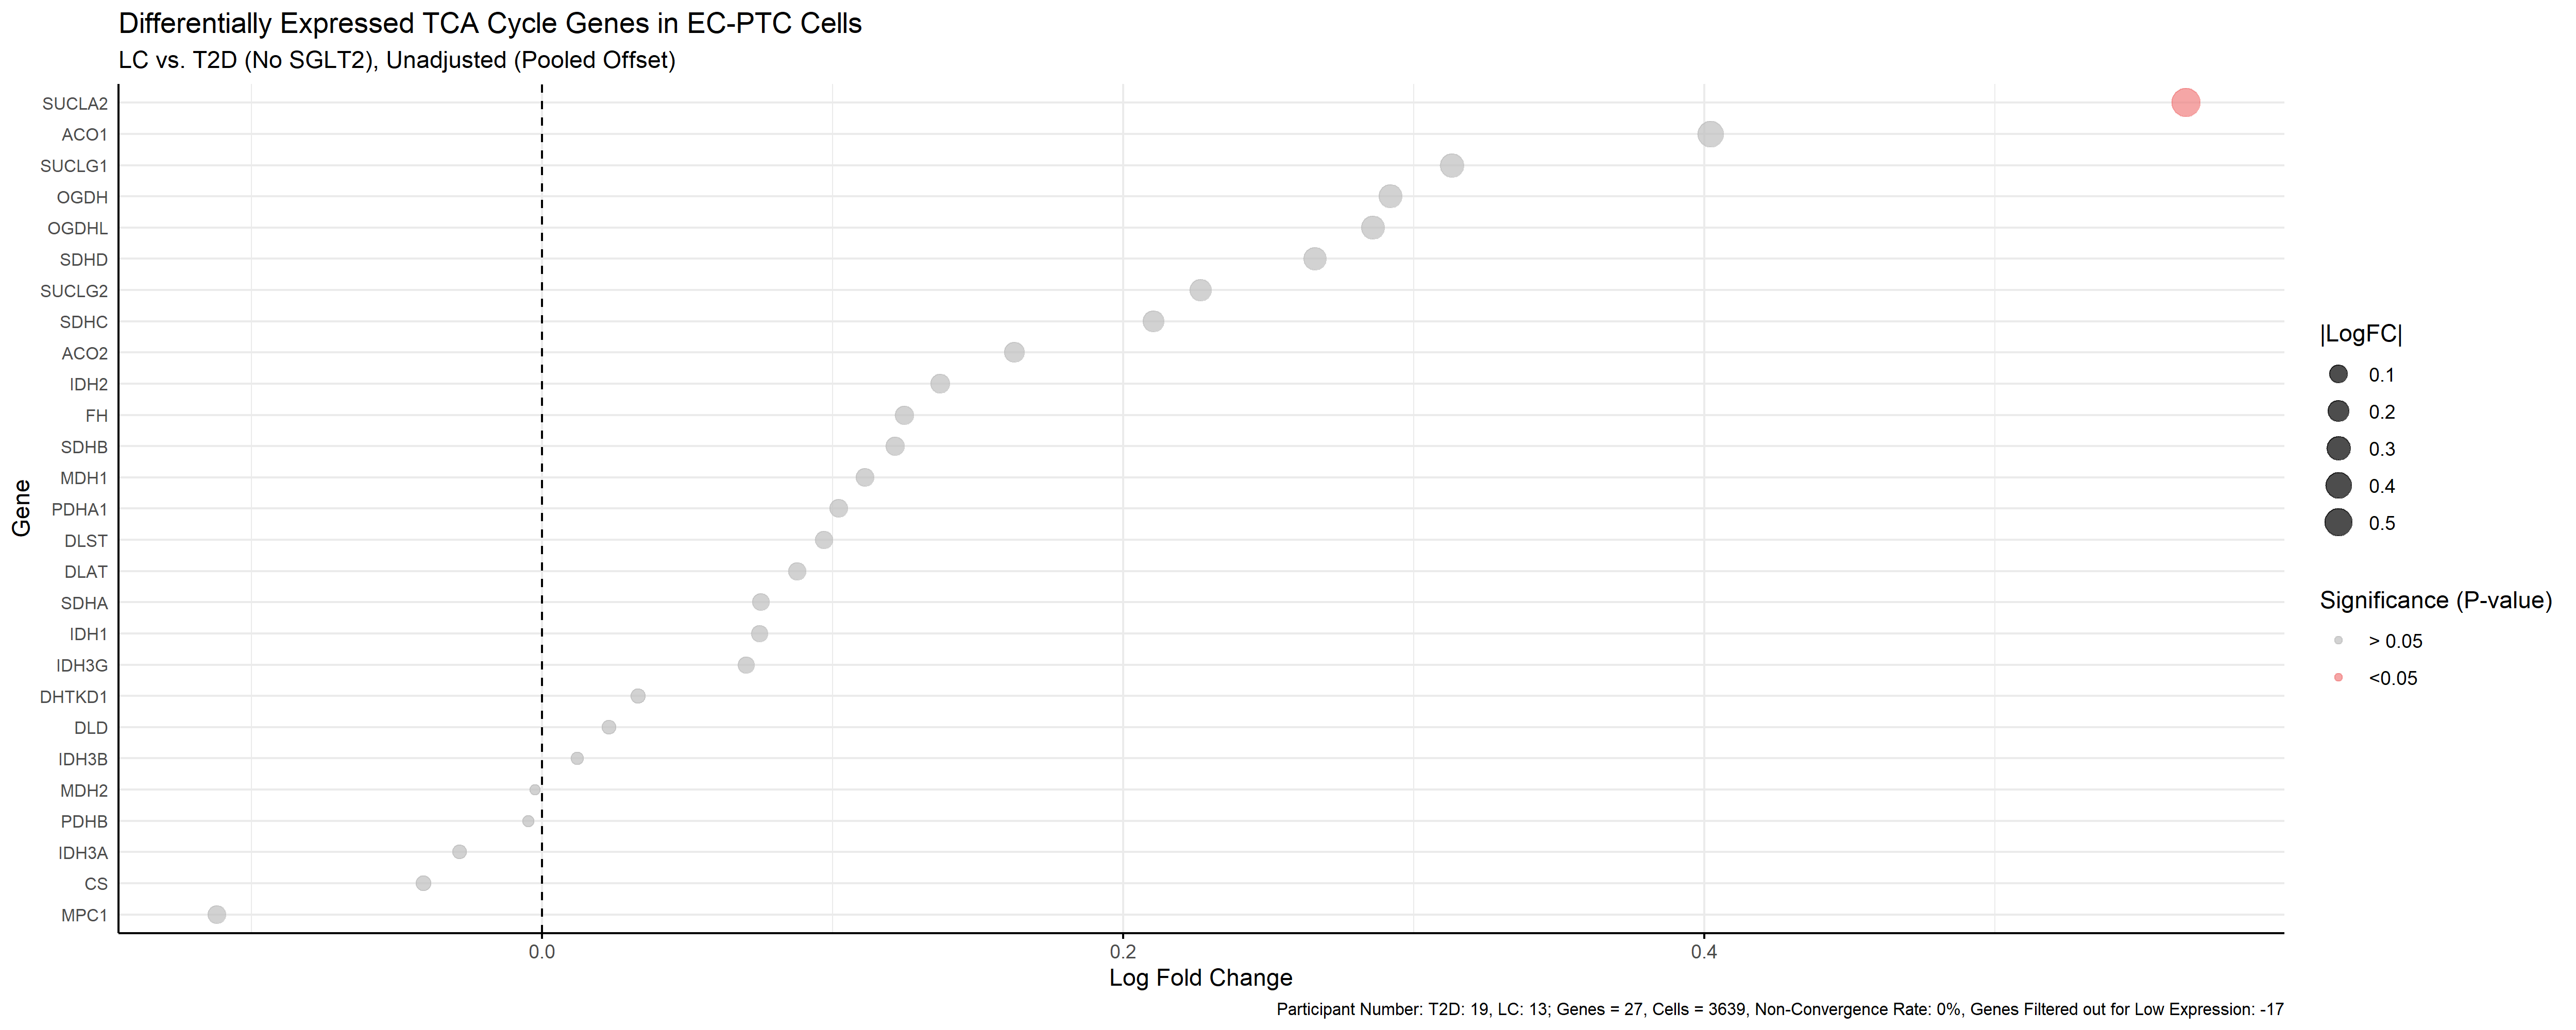 Differentially Expressed TCA Cycle Genes in EC-PTC Cells
LC vs. T2D (No SGLT2), Unadjusted (Pooled Offset)
Gene
SUCLA2
ACO1
SUCLG1
OGDH
OGDHL
SDHD
SUCLG2
SDHC
ACO2
IDH2
FH
SDHB
MDH1
PDHA1
DLST
DLAT
SDHA
IDH1
IDH3G
DHTKD1
DLD
IDH3B
MDH2
PDHB
IDH3A
CS
MPC1
0.0
0.2
0.4
Log Fold Change
|LogFC|
0.1
0.2
0.3
0.4
0.5
Significance (P-value)
> 0.05
<0.05
Participant Number: T2D: 19, LC: 13; Genes = 27, Cells = 3639, Non-Convergence Rate: 0%, Genes Filtered out for Low Expression: -17